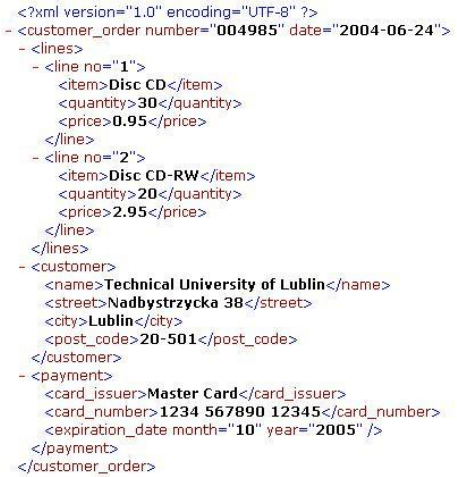 <?xml version="1.0" encoding="UTF-8" ?>
- <customer_order number="004985" date="2004-06-24">
- <lines>
- <line no="1">
<item>Disc CD</item>
<quantity>30</quantity>
<price>0.95</price>
</line>
- <line no="2">
<item>Disc CD-RW</item>
<quantity>20</quantity>
<price>2.95</price>
</line>
</lines>
- <customer>
<name>Technical University of Lublin</name>
<street>Nadbystrzycka 38</street>
<city>Lublin</city>
<post_code>20-501</post_code>
</customer>
- <payment>
<card_issuer>Master Card</card_issuer>
<card_number>1234 567890 12345</card_number>
<expiration_date month="10" year="2005" />
</payment>
</customer_order>